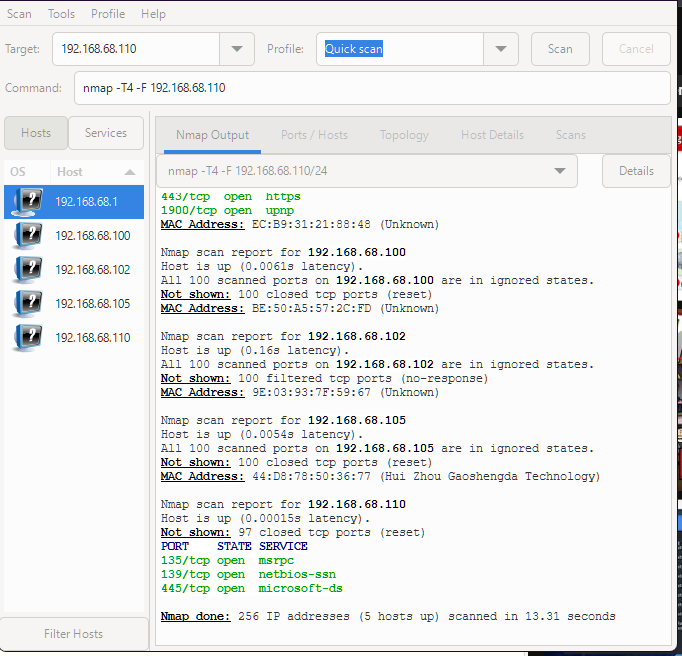 Scan Tools Profile Help
Target: 192.168.68.110 Profile: Quick scan Scan Cancel
Command: nmap -T4 -F 192.168.68.110
Hosts Services
Nmap Output Ports / Hosts Topology Host Details Scans
OS Host
nmap -T4 -F 192.168.68.110/24 Details
192.168.68.1
192.168.68.100
192.168.68.102
192.168.68.105
192.168.68.110
443/tcp open https
1900/tcp open upnp
MAC Address: EC:B9:31:21:88:48 (Unknown)
Nmap scan report for 192.168.68.100
Host is up (0.0061s latency).
All 100 scanned ports on 192.168.68.100 are in ignored states.
Not shown: 100 closed tcp ports (reset)
MAC Address: BE:50:A5:57:2C:FD (Unknown)
Nmap scan report for 192.168.68.102
Host is up (0.16s latency).
All 100 scanned ports on 192.168.68.102 are in ignored states.
Not shown: 100 filtered tcp ports (no-response)
MAC Address: 9E:03:93:7F:59:67 (Unknown)
Nmap scan report for 192.168.68.105
Host is up (0.0054s latency).
All 100 scanned ports on 192.168.68.105 are in ignored states.
Not shown: 100 closed tcp ports (reset)
MAC Address: 44:D8:78:50:36:77 (Hui Zhou Gaoshengda Technology)
Nmap scan report for 192.168.68.110
Host is up (0.00015s latency).
Not shown: 97 closed tcp ports (reset)
PORT STATE SERVICE
135/tcp open msrpc
139/tcp open netbios-ssn
445/tcp open microsoft-ds
Nmap done: 256 IP addresses (5 hosts up) scanned in 13.31 seconds
Filter Hosts